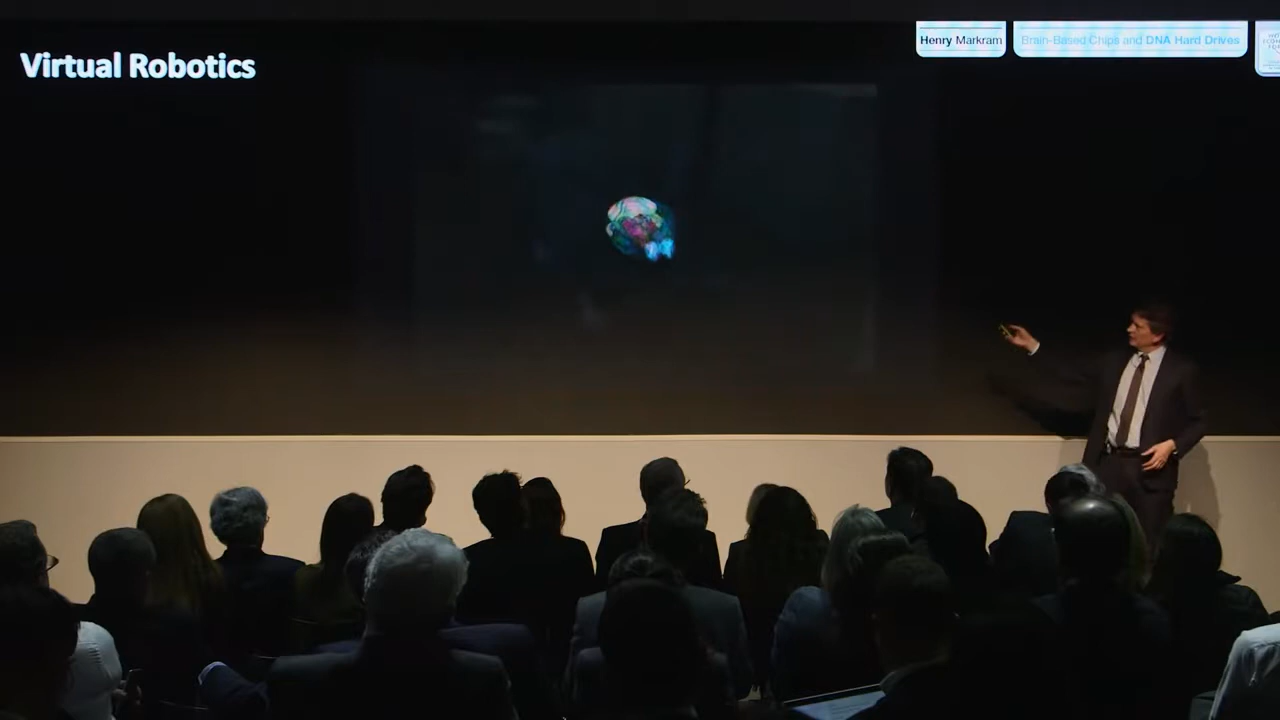 Virtual Robotics
Henry Markram
Brain-Based Chips and DNA Hard Drives